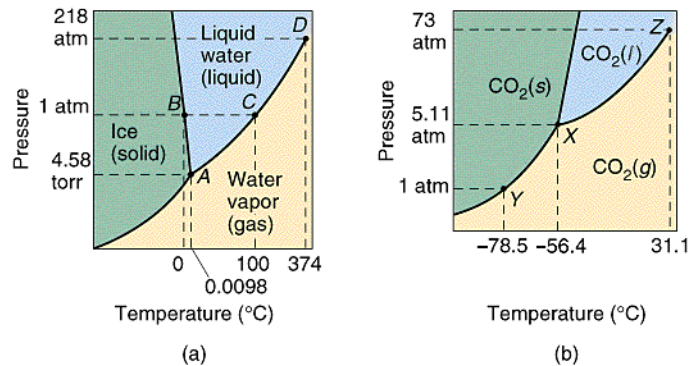 218
atm
Pressure
1 atm
4.58
torr
Liquid
water
(liquid)
D
B
C
Ice
(solid)
A
Water
vapor
(gas)
0
100
374
0.0098
Temperature (°C)
(a)
73
atm
Pressure
5.11
atm
1 atm
Z
CO₂(l)
CO₂(s)
X
CO₂(g)
Y
−78.5
−56.4
31.1
Temperature (°C)
(b)